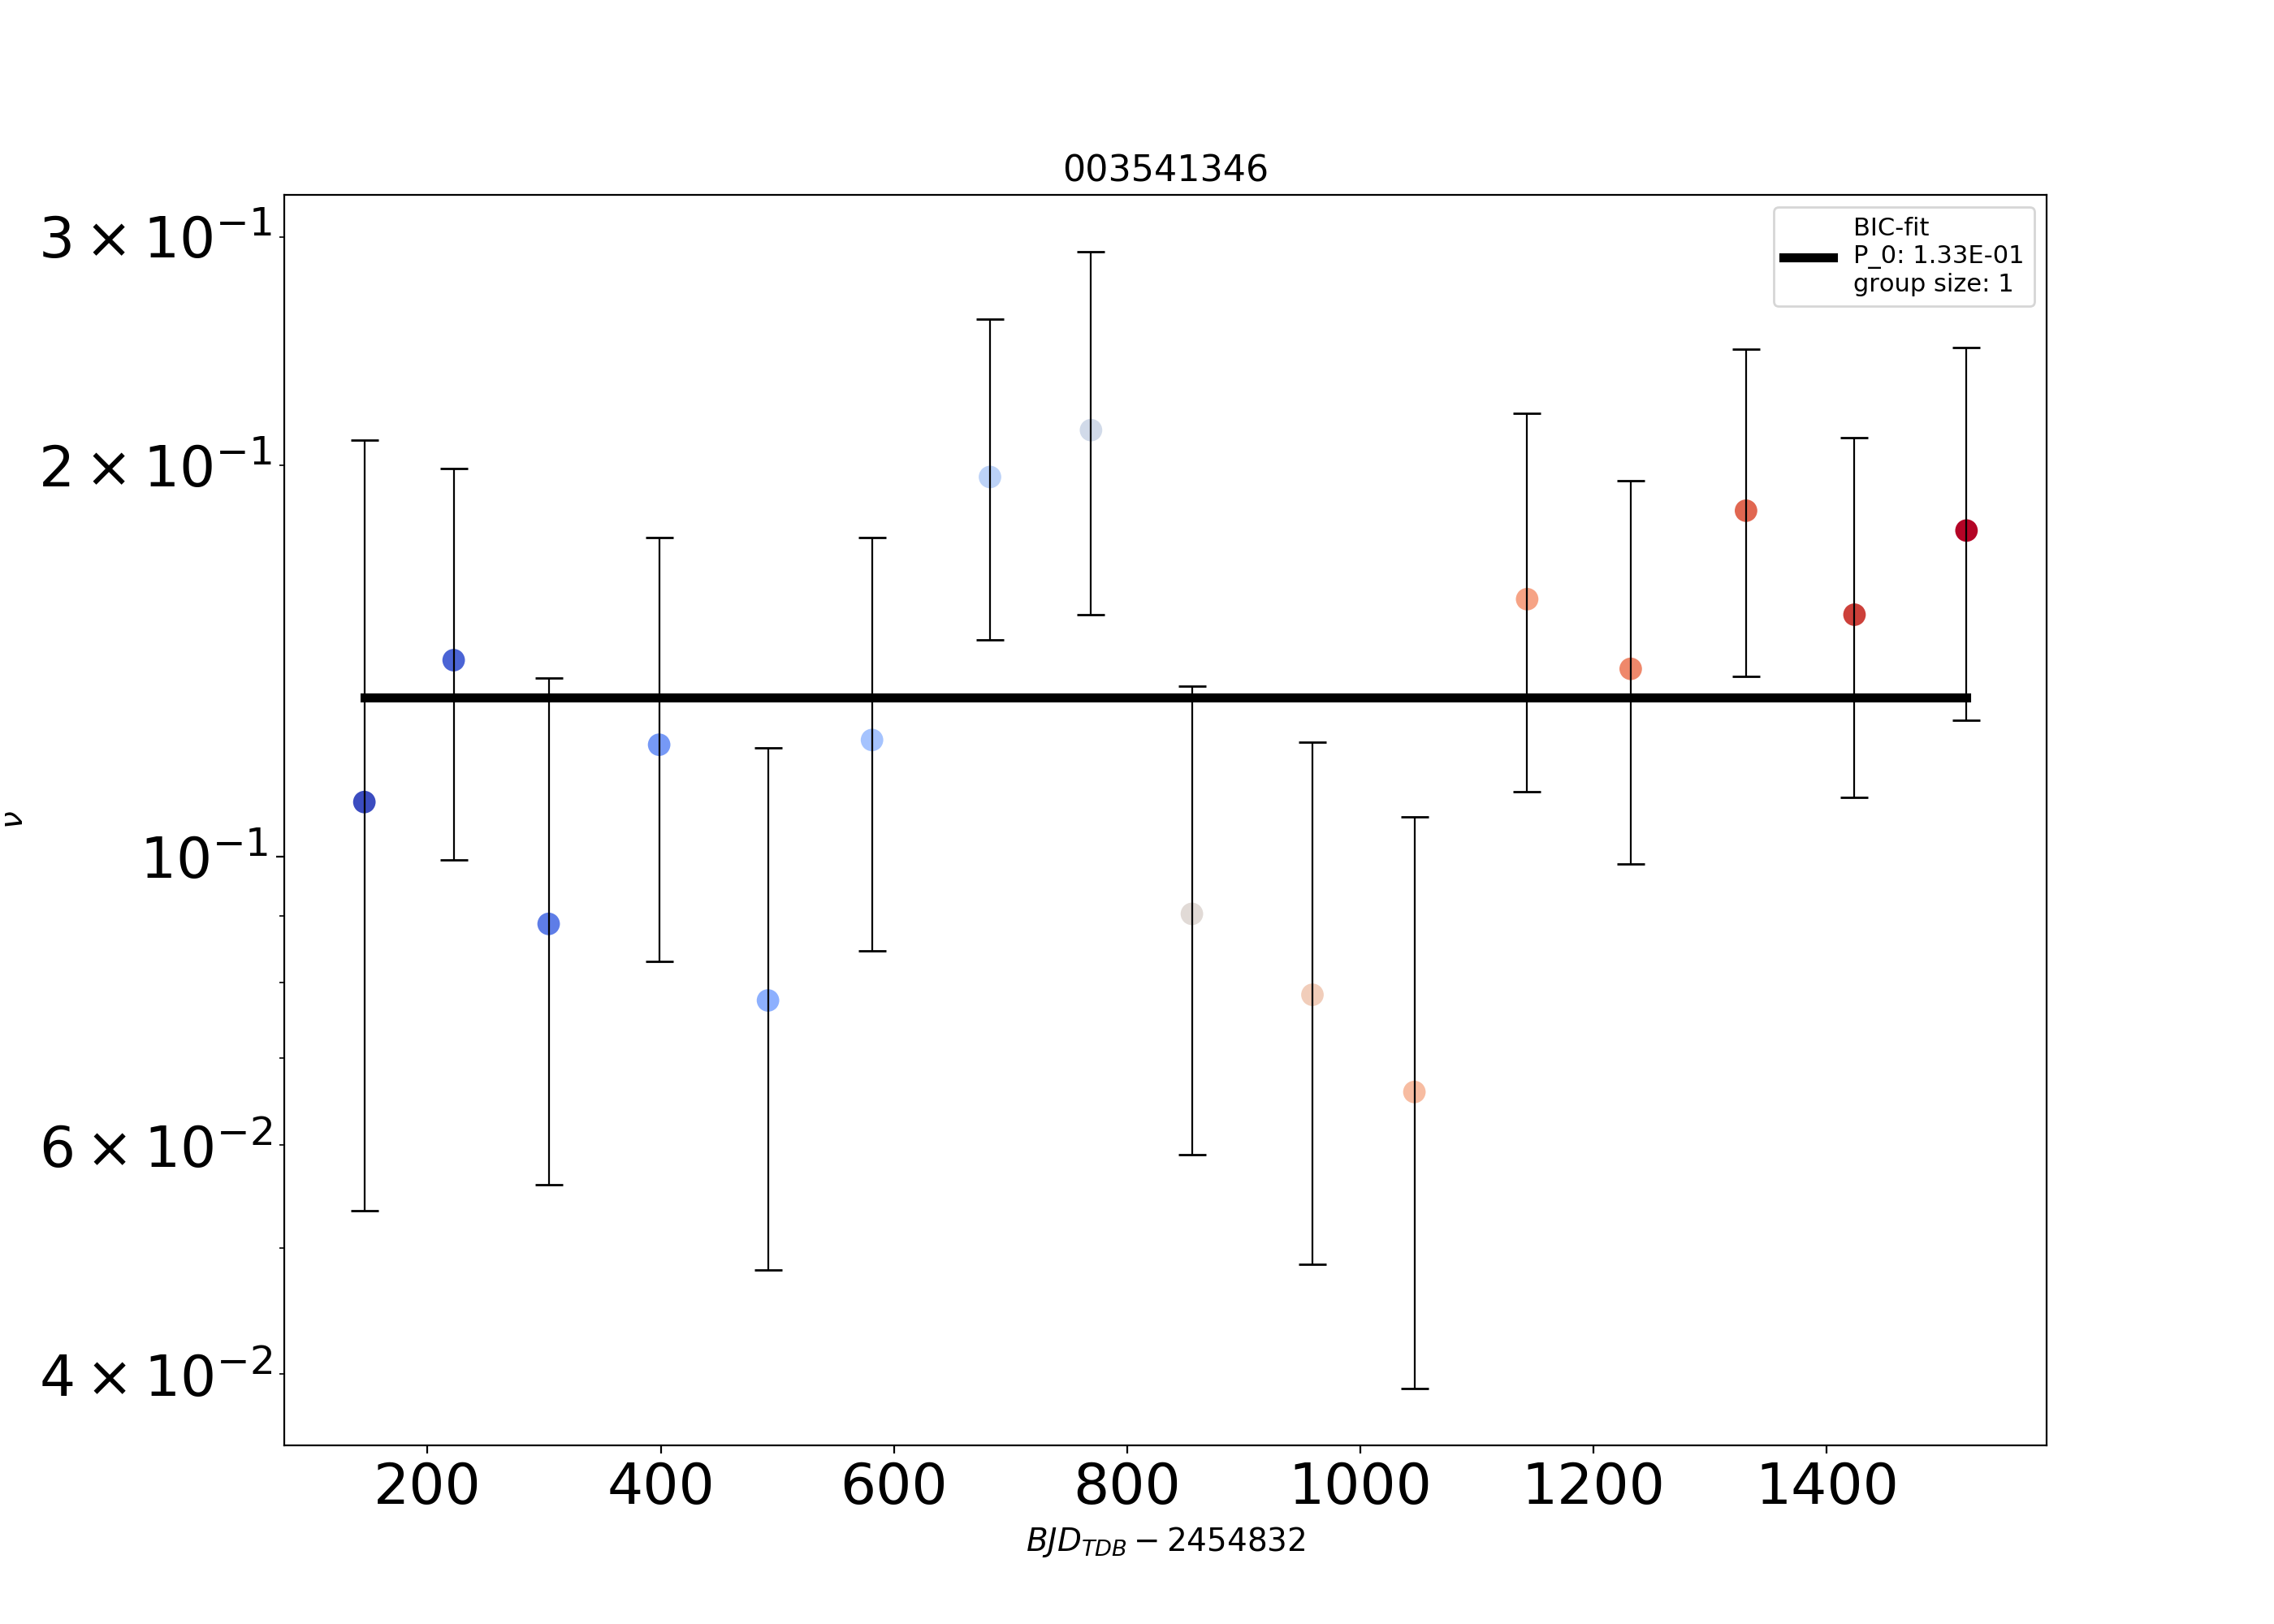 003541346
BIC-fit
P_0: 1.33E-01
group size: 1
3 × 10⁻¹
2 × 10⁻¹
10⁻¹
6 × 10⁻²
4 × 10⁻²
ν
200 400 600 800 1000 1200 1400
BJD_TDB − 2454832